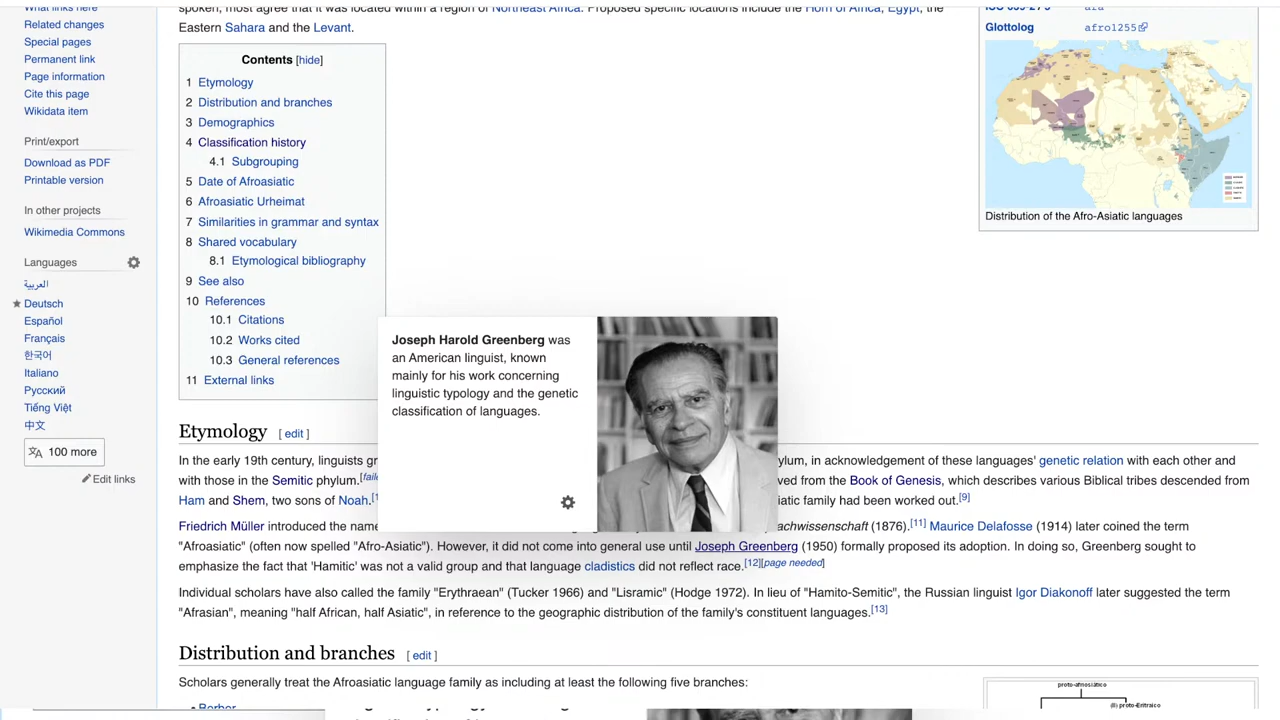 What links here
spoken, most agree that it was located within a region of Northeast Africa. Proposed specific locations include the Horn of Africa, Egypt, the
Eastern Sahara and the Levant.
Related changes
Special pages
Permanent link
Page information
Cite this page
Wikidata item
Print/export
Download as PDF
Printable version
In other projects
Wikimedia Commons
Languages
العربية
Deutsch
Español
Français
한국어
Italiano
Русский
Tiếng Việt
中文
100 more
Edit links
Contents [hide]
1 Etymology
2 Distribution and branches
3 Demographics
4 Classification history
4.1 Subgrouping
5 Date of Afroasiatic
6 Afroasiatic Urheimat
7 Similarities in grammar and syntax
8 Shared vocabulary
8.1 Etymological bibliography
9 See also
10 References
10.1 Citations
10.2 Works cited
10.3 General references
11 External links
ISO 639-2 / 5 afa
Glottolog afro1255
Distribution of the Afro-Asiatic languages
Joseph Harold Greenberg was
an American linguist, known
mainly for his work concerning
linguistic typology and the genetic
classification of languages.
Etymology [ edit ]
In the early 19th century, linguists gr
ylum, in acknowledgement of these languages' genetic relation with each other and
with those in the Semitic phylum.[faile
ved from the Book of Genesis, which describes various Biblical tribes descended from
Ham and Shem, two sons of Noah.[1
iatic family had been worked out.[9]
Friedrich Müller introduced the name
achwissenschaft (1876).[11] Maurice Delafosse (1914) later coined the term
"Afroasiatic" (often now spelled "Afro-Asiatic"). However, it did not come into general use until Joseph Greenberg (1950) formally proposed its adoption. In doing so, Greenberg sought to
emphasize the fact that 'Hamitic' was not a valid group and that language cladistics did not reflect race.[12][page needed]
Individual scholars have also called the family "Erythraean" (Tucker 1966) and "Lisramic" (Hodge 1972). In lieu of "Hamito-Semitic", the Russian linguist Igor Diakonoff later suggested the term
"Afrasian", meaning "half African, half Asiatic", in reference to the geographic distribution of the family's constituent languages.[13]
Distribution and branches [ edit ]
Scholars generally treat the Afroasiatic language family as including at least the following five branches:
Berber
proto-afroasiático
(B) proto-Eritraico